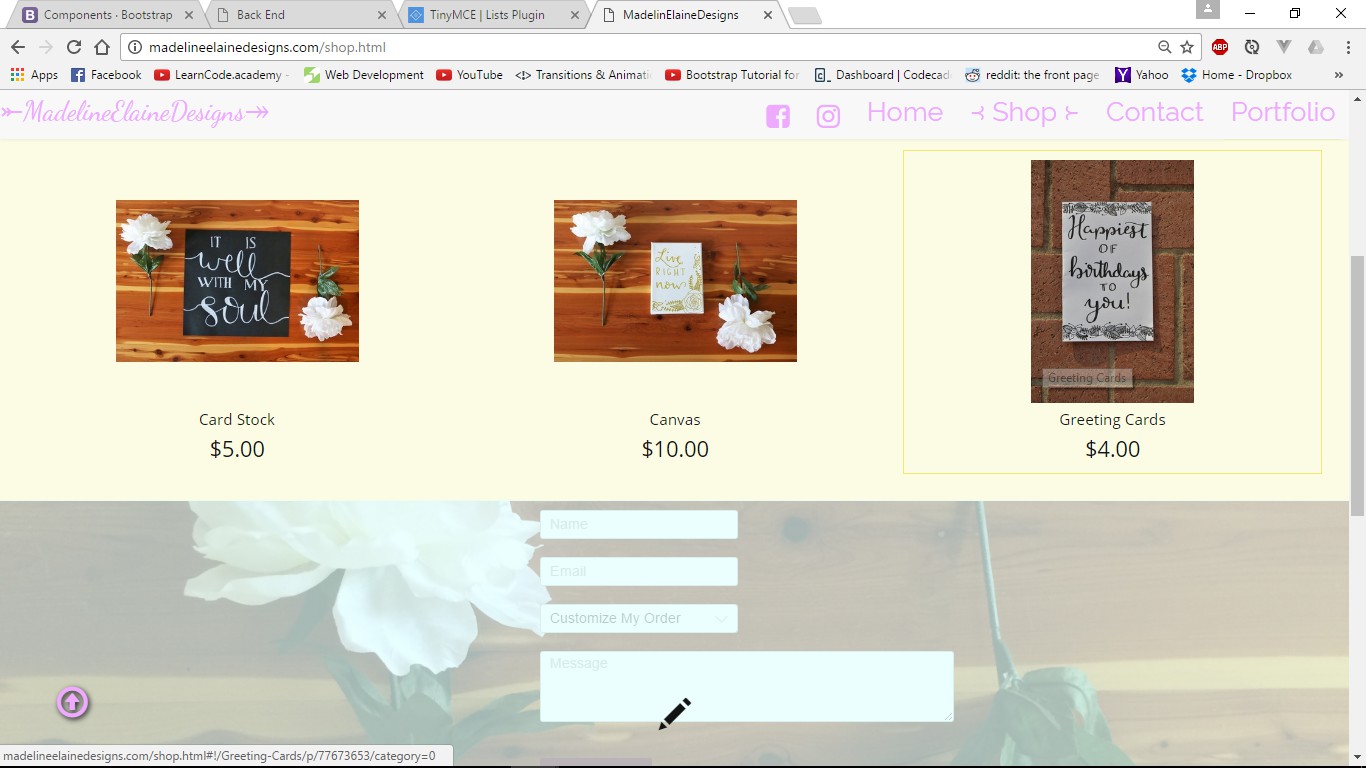 Components · Bootstrap
Back End
TinyMCE | Lists Plugin
MadelinElaineDesigns
madelineelainedesigns.com/shop.html
ABP
Apps
Facebook
LearnCode.academy -
Web Development
YouTube
Transitions & Animati
Bootstrap Tutorial for
Dashboard | Codecad
reddit: the front page
Yahoo
Home - Dropbox
»
MadelineElaineDesigns
Home
Shop
Contact
Portfolio
IT IS
well
WITH MY
soul
Live
RIGHT
now
Happiest
OF
birthdays
TO
you!
Greeting Cards
Card Stock
$5.00
Canvas
$10.00
Greeting Cards
$4.00
Name
Email
Customize My Order
Message
madelineelainedesigns.com/shop.html#!/Greeting-Cards/p/77673653/category=0